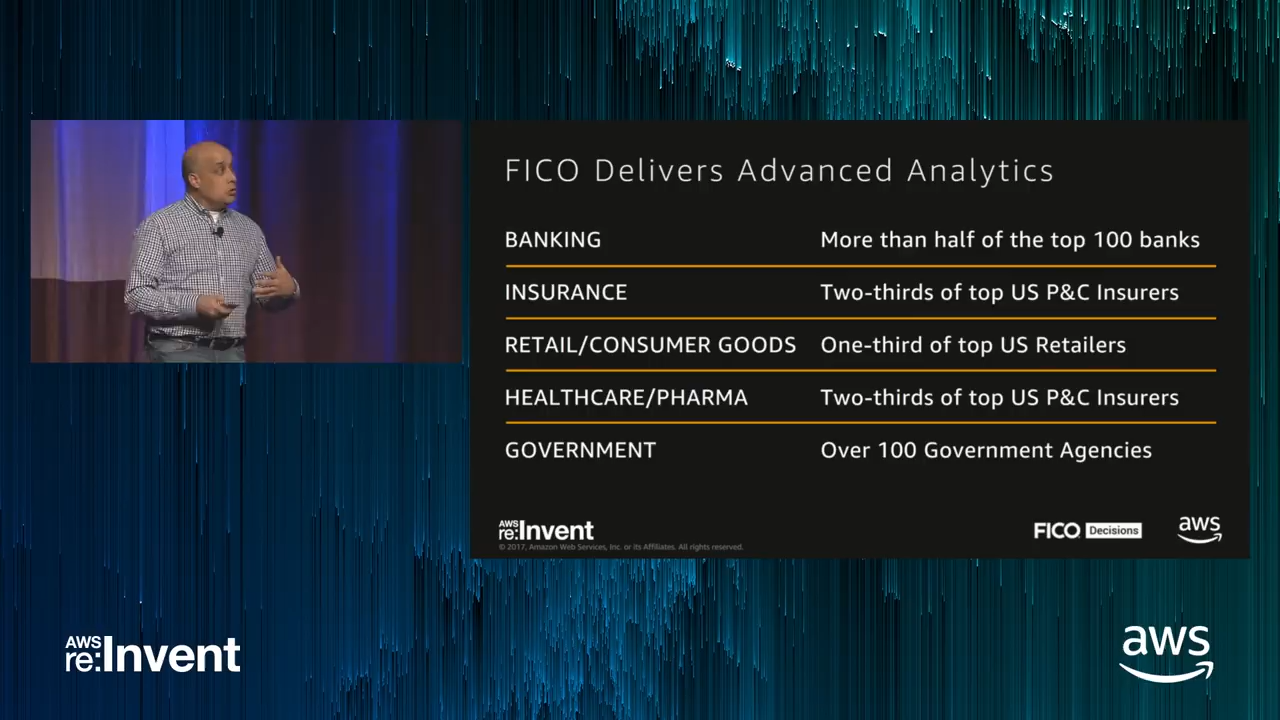 FICO Delivers Advanced Analytics
BANKING More than half of the top 100 banks
INSURANCE Two-thirds of top US P&C Insurers
RETAIL/CONSUMER GOODS One-third of top US Retailers
HEALTHCARE/PHARMA Two-thirds of top US P&C Insurers
GOVERNMENT Over 100 Government Agencies
AWS
re:Invent
FICO Decisions
aws
© 2017, Amazon Web Services, Inc. or its Affiliates. All rights reserved.
AWS
re:Invent
aws